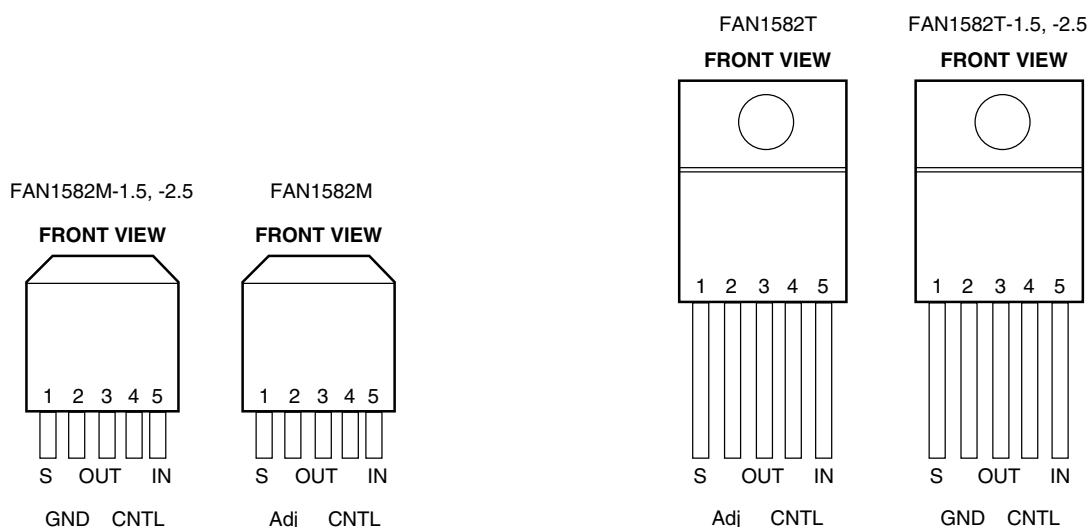 FAN1582T FAN1582T-1.5, -2.5
FRONT VIEW FRONT VIEW
FAN1582M-1.5, -2.5 FAN1582M
FRONT VIEW FRONT VIEW
1 2 3 4 5 1 2 3 4 5
1 2 3 4 5 1 2 3 4 5
S OUT IN S OUT IN S OUT IN S OUT IN
GND CNTL Adj CNTL Adj CNTL GND CNTL